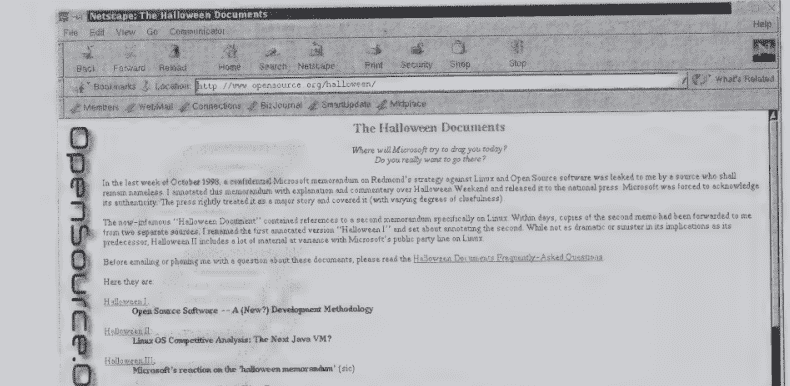 Netscape: The Halloween Documents
File Edit View Go Communicator Help
Back Forward Reload Home Search Netscape Print Security Shop Stop
Bookmarks Location: http://www.opensource.org/halloween/ What's Related
Members WebMail Connections BizJournal SmartUpdate Mktplace
OpenSource.O
The Halloween Documents
Where will Microsoft try to drag you today?
Do you really want to go there?
In the last week of October 1998, a confidential Microsoft memorandum on Redmond's strategy against Linux and Open Source software was leaked to me by a source who shall
remain nameless. I annotated this memorandum with explanation and commentary over Halloween Weekend and released it to the national press. Microsoft was forced to acknowledge
its authenticity. The press rightly treated it as a major story and covered it (with varying degrees of cluefulness).
The now-infamous "Halloween Document" contained references to a second memorandum specifically on Linux. Within days, copies of the second memo had been forwarded to me
from two separate sources. I renamed the first annotated version "Halloween I" and set about annotating the second. While not as dramatic or sinister in its implications as its
predecessor, Halloween II includes a lot of material at variance with Microsoft's public party line on Linux.
Before emailing or phoning me with a question about these documents, please read the Halloween Documents Frequently-Asked Questions.
Here they are:
Halloween I:
Open Source Software -- A (New?) Development Methodology
Halloween II:
Linux OS Competitive Analysis: The Next Java VM?
Halloween III:
Microsoft's reaction on the "halloween memorandum" (sic)